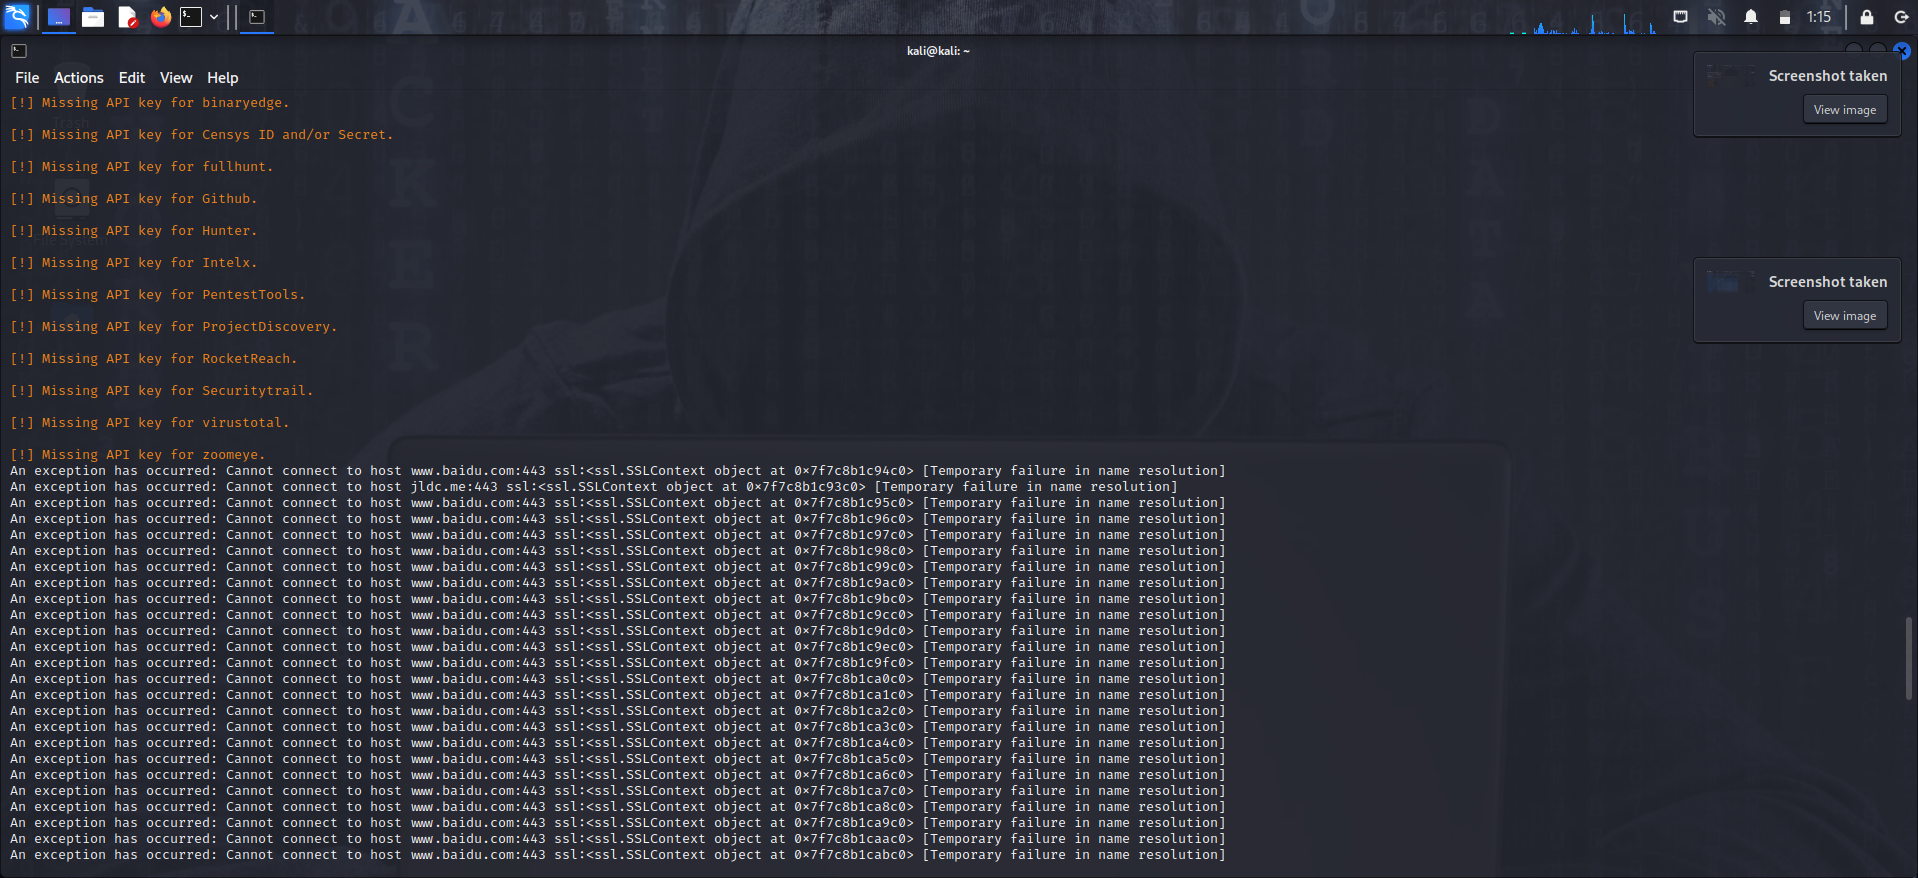 1:15
kali@kali: ~
File Actions Edit View Help
Screenshot taken
View image
Screenshot taken
View image
Trash
File System
[!] Missing API key for binaryedge.
[!] Missing API key for Censys ID and/or Secret.
[!] Missing API key for fullhunt.
[!] Missing API key for Github.
[!] Missing API key for Hunter.
[!] Missing API key for Intelx.
[!] Missing API key for PentestTools.
[!] Missing API key for ProjectDiscovery.
[!] Missing API key for RocketReach.
[!] Missing API key for Securitytrail.
[!] Missing API key for virustotal.
[!] Missing API key for zoomeye.
An exception has occurred: Cannot connect to host www.baidu.com:443 ssl:<ssl.SSLContext object at 0x7f7c8b1c94c0> [Temporary failure in name resolution]
An exception has occurred: Cannot connect to host jldc.me:443 ssl:<ssl.SSLContext object at 0x7f7c8b1c93c0> [Temporary failure in name resolution]
An exception has occurred: Cannot connect to host www.baidu.com:443 ssl:<ssl.SSLContext object at 0x7f7c8b1c95c0> [Temporary failure in name resolution]
An exception has occurred: Cannot connect to host www.baidu.com:443 ssl:<ssl.SSLContext object at 0x7f7c8b1c96c0> [Temporary failure in name resolution]
An exception has occurred: Cannot connect to host www.baidu.com:443 ssl:<ssl.SSLContext object at 0x7f7c8b1c97c0> [Temporary failure in name resolution]
An exception has occurred: Cannot connect to host www.baidu.com:443 ssl:<ssl.SSLContext object at 0x7f7c8b1c98c0> [Temporary failure in name resolution]
An exception has occurred: Cannot connect to host www.baidu.com:443 ssl:<ssl.SSLContext object at 0x7f7c8b1c99c0> [Temporary failure in name resolution]
An exception has occurred: Cannot connect to host www.baidu.com:443 ssl:<ssl.SSLContext object at 0x7f7c8b1c9ac0> [Temporary failure in name resolution]
An exception has occurred: Cannot connect to host www.baidu.com:443 ssl:<ssl.SSLContext object at 0x7f7c8b1c9bc0> [Temporary failure in name resolution]
An exception has occurred: Cannot connect to host www.baidu.com:443 ssl:<ssl.SSLContext object at 0x7f7c8b1c9cc0> [Temporary failure in name resolution]
An exception has occurred: Cannot connect to host www.baidu.com:443 ssl:<ssl.SSLContext object at 0x7f7c8b1c9dc0> [Temporary failure in name resolution]
An exception has occurred: Cannot connect to host www.baidu.com:443 ssl:<ssl.SSLContext object at 0x7f7c8b1c9ec0> [Temporary failure in name resolution]
An exception has occurred: Cannot connect to host www.baidu.com:443 ssl:<ssl.SSLContext object at 0x7f7c8b1c9fc0> [Temporary failure in name resolution]
An exception has occurred: Cannot connect to host www.baidu.com:443 ssl:<ssl.SSLContext object at 0x7f7c8b1ca0c0> [Temporary failure in name resolution]
An exception has occurred: Cannot connect to host www.baidu.com:443 ssl:<ssl.SSLContext object at 0x7f7c8b1ca1c0> [Temporary failure in name resolution]
An exception has occurred: Cannot connect to host www.baidu.com:443 ssl:<ssl.SSLContext object at 0x7f7c8b1ca2c0> [Temporary failure in name resolution]
An exception has occurred: Cannot connect to host www.baidu.com:443 ssl:<ssl.SSLContext object at 0x7f7c8b1ca3c0> [Temporary failure in name resolution]
An exception has occurred: Cannot connect to host www.baidu.com:443 ssl:<ssl.SSLContext object at 0x7f7c8b1ca4c0> [Temporary failure in name resolution]
An exception has occurred: Cannot connect to host www.baidu.com:443 ssl:<ssl.SSLContext object at 0x7f7c8b1ca5c0> [Temporary failure in name resolution]
An exception has occurred: Cannot connect to host www.baidu.com:443 ssl:<ssl.SSLContext object at 0x7f7c8b1ca6c0> [Temporary failure in name resolution]
An exception has occurred: Cannot connect to host www.baidu.com:443 ssl:<ssl.SSLContext object at 0x7f7c8b1ca7c0> [Temporary failure in name resolution]
An exception has occurred: Cannot connect to host www.baidu.com:443 ssl:<ssl.SSLContext object at 0x7f7c8b1ca8c0> [Temporary failure in name resolution]
An exception has occurred: Cannot connect to host www.baidu.com:443 ssl:<ssl.SSLContext object at 0x7f7c8b1ca9c0> [Temporary failure in name resolution]
An exception has occurred: Cannot connect to host www.baidu.com:443 ssl:<ssl.SSLContext object at 0x7f7c8b1caac0> [Temporary failure in name resolution]
An exception has occurred: Cannot connect to host www.baidu.com:443 ssl:<ssl.SSLContext object at 0x7f7c8b1cabc0> [Temporary failure in name resolution]